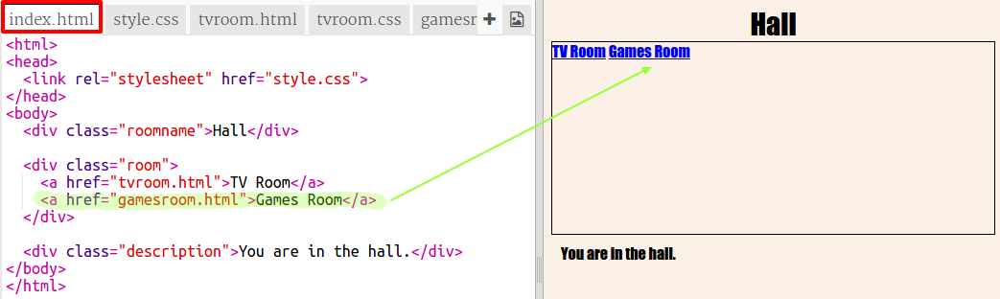 index.html style.css tvroom.html tvroom.css gamesr
<html>
<head>
<link rel="stylesheet" href="style.css">
</head>
<body>
<div class="roomname">Hall</div>
<div class="room">
<a href="tvroom.html">TV Room</a>
<a href="gamesroom.html">Games Room</a>
</div>
<div class="description">You are in the hall.</div>
</body>
</html>
Hall
TV Room Games Room
You are in the hall.